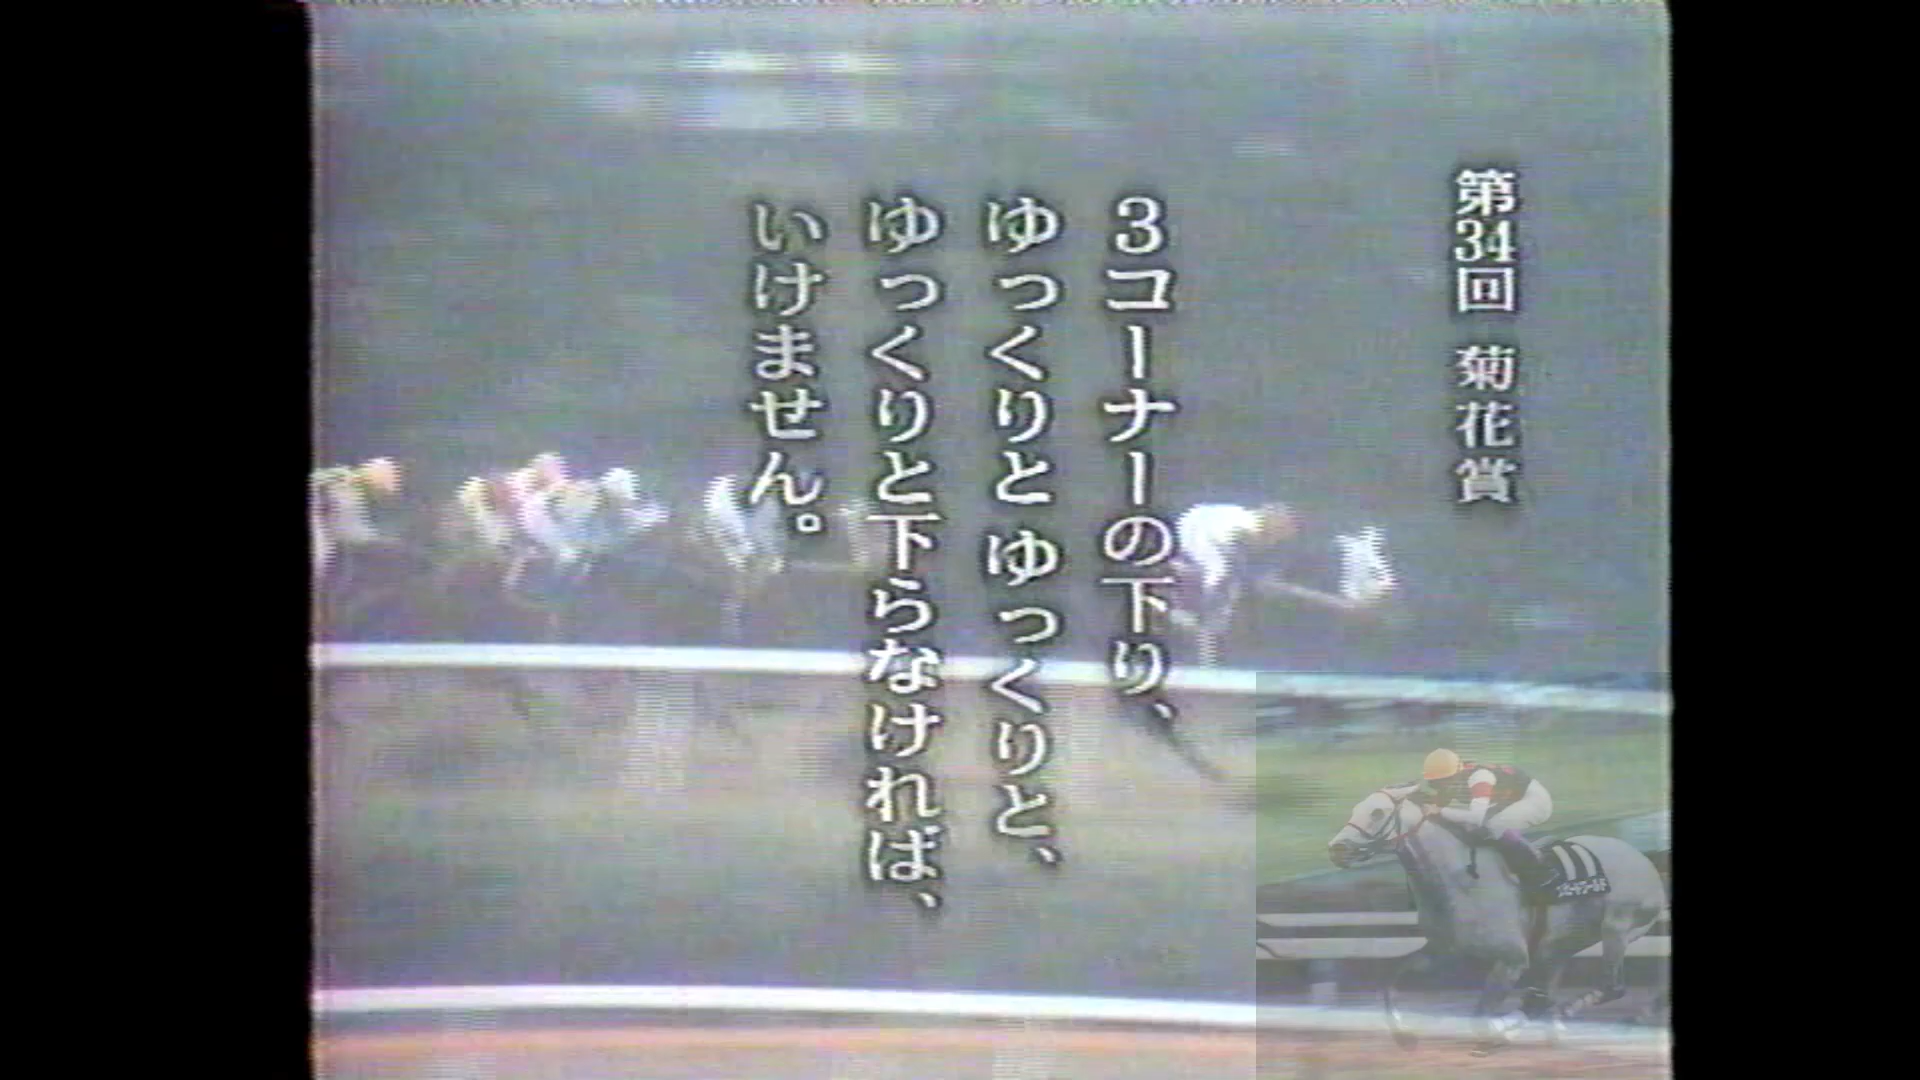 第34回 菊花賞
3コーナーの下り、
ゆっくりと ゆっくりと、
ゆっくりと下らなければ、
いけません。
11